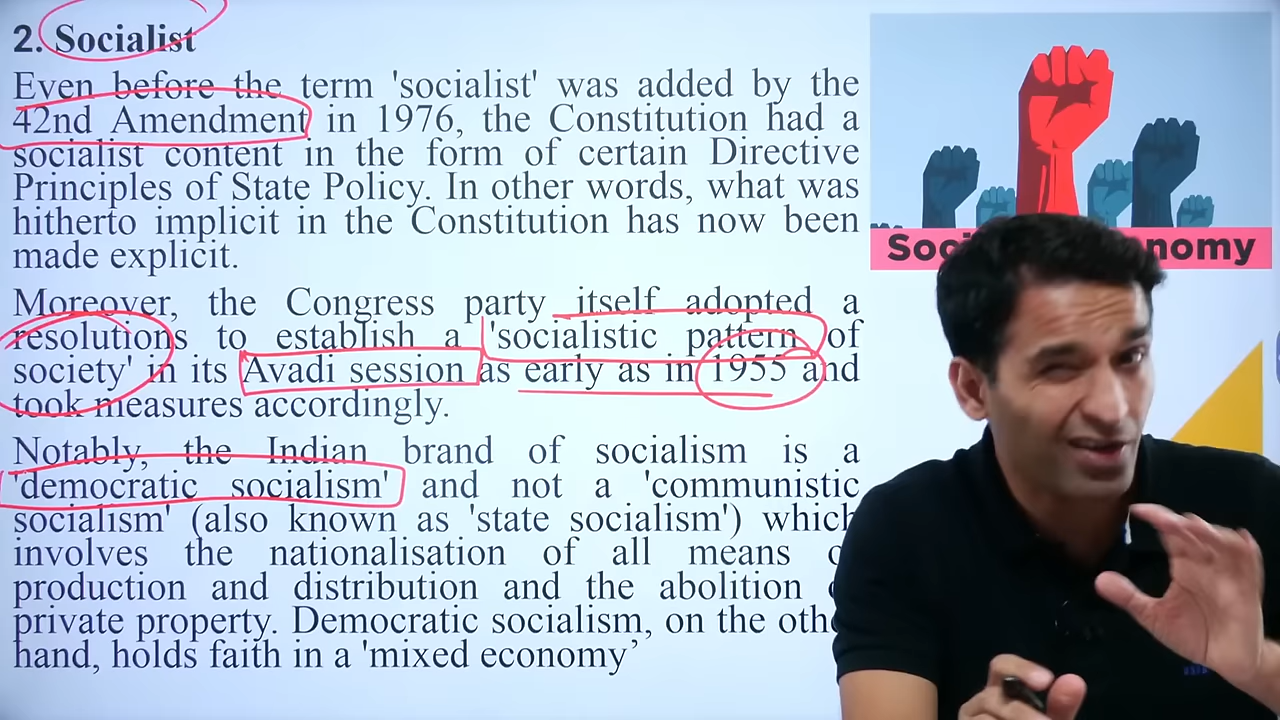 2. Socialist
Even before the term 'socialist' was added by the
42nd Amendment in 1976, the Constitution had a
socialist content in the form of certain Directive
Principles of State Policy. In other words, what was
hitherto implicit in the Constitution has now been
made explicit.
Moreover, the Congress party itself adopted a
resolutions to establish a 'socialistic pattern of
society' in its Avadi session as early as in 1955 and
took measures accordingly.
Notably, the Indian brand of socialism is a
'democratic socialism' and not a 'communistic
socialism' (also known as 'state socialism') which
involves the nationalisation of all means
production and distribution and the abolition
private property. Democratic socialism, on the
hand, holds faith in a 'mixed economy’